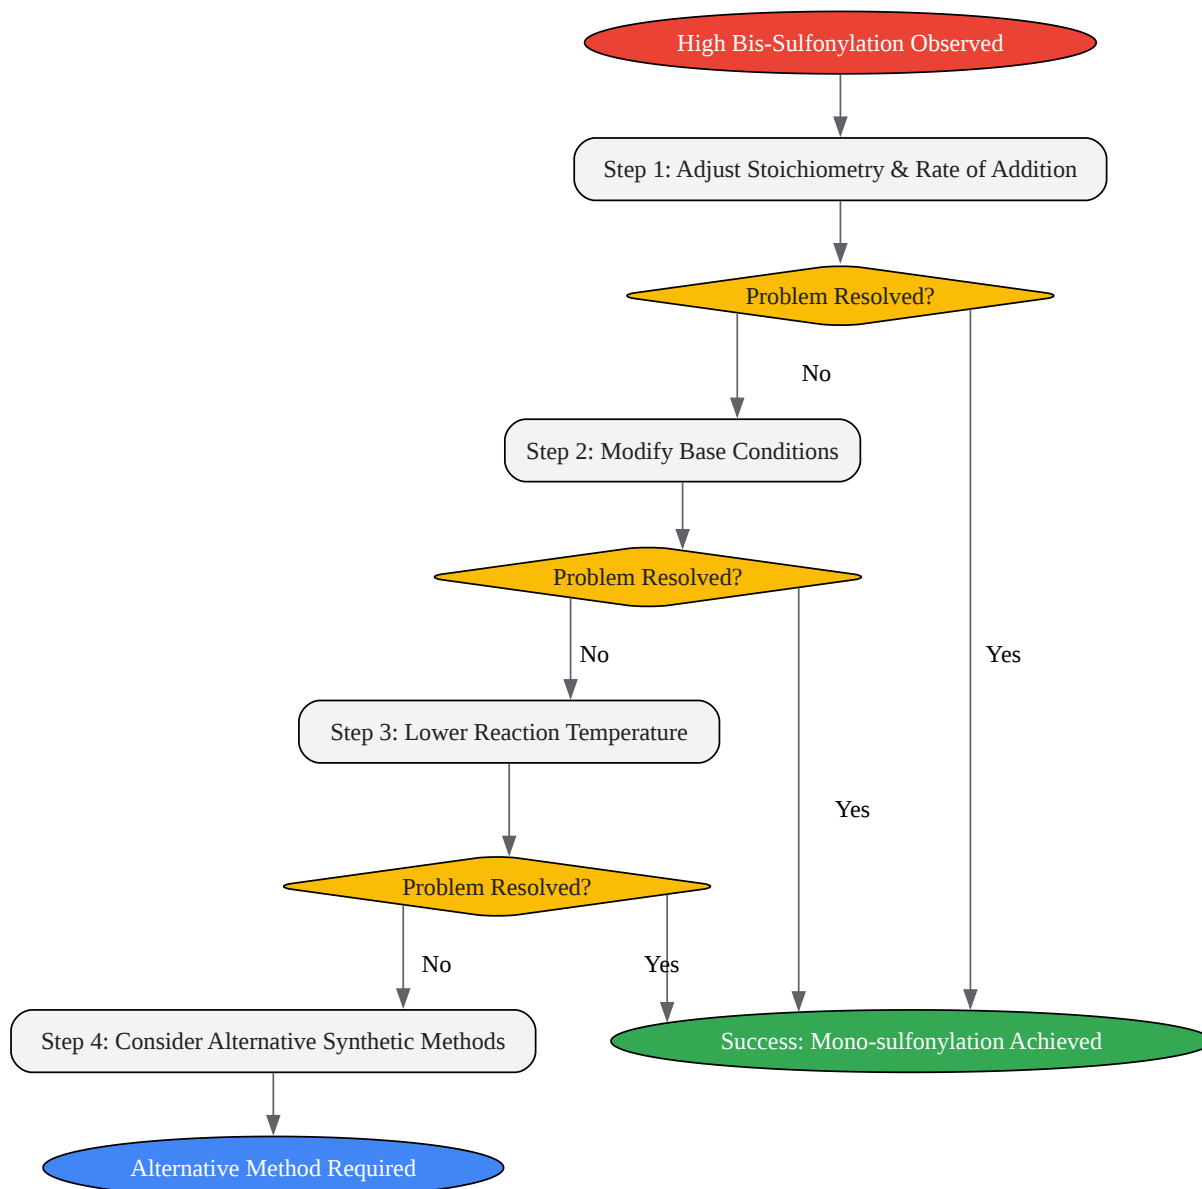 High Bis-Sulfonylation Observed
Step 1: Adjust Stoichiometry & Rate of Addition
Problem Resolved?
No
Step 2: Modify Base Conditions
Problem Resolved?
No
Yes
Step 3: Lower Reaction Temperature
Yes
Problem Resolved?
No
Yes
Step 4: Consider Alternative Synthetic Methods
Success: Mono-sulfonylation Achieved
Alternative Method Required